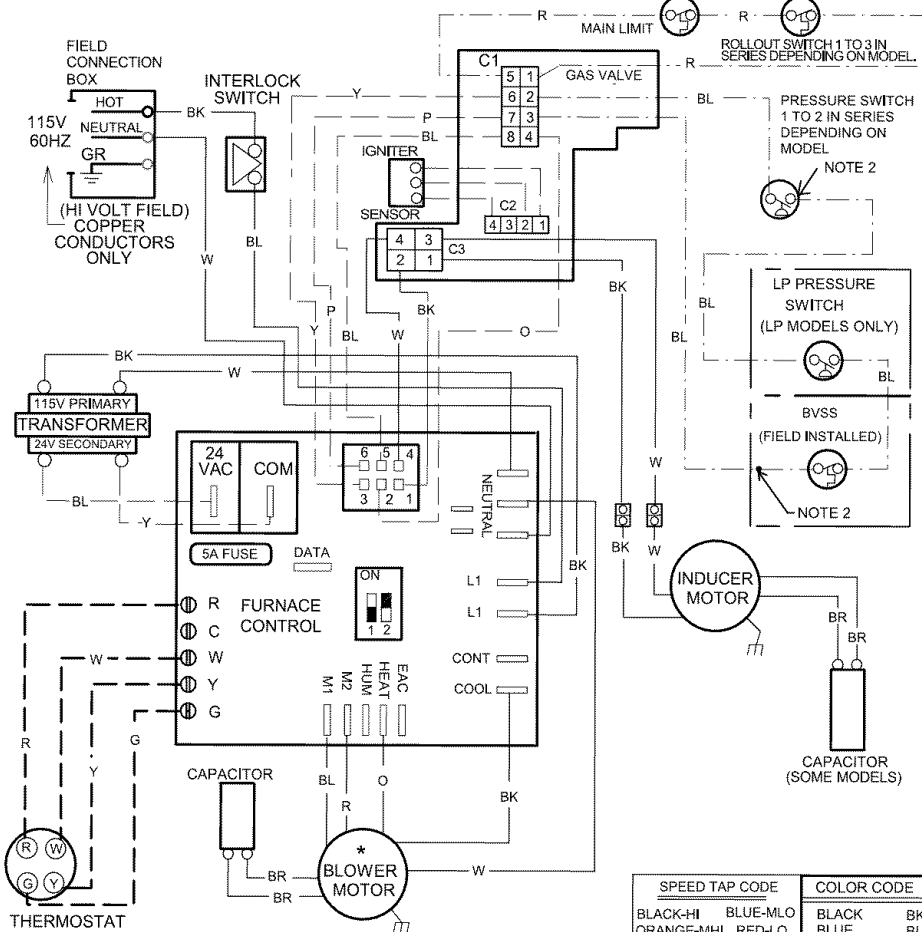 R
MAIN LIMIT
R
ROLLOUT SWITCH 1 TO 3 IN
SERIES DEPENDING ON MODEL.
FIELD
CONNECTION
BOX
INTERLOCK
SWITCH
C1
GAS VALVE
R
5 1
6 2
7 3
8 4
Y
P
BL
BL
PRESSURE SWITCH
1 TO 2 IN SERIES
DEPENDING ON
MODEL
NOTE 2
HOT
BK
115V
60HZ
NEUTRAL
GR
IGNITER
SENSOR
C2
4 3 2 1
(HI VOLT FIELD)
COPPER
CONDUCTORS
ONLY
W
BL
4 3
2 1
C3
BK
W
Y
P
BL
O
BK
BL
BL
LP PRESSURE
SWITCH
(LP MODELS ONLY)
BL
BK
W
115V PRIMARY
TRANSFORMER
24V SECONDARY
BVSS
(FIELD INSTALLED)
NOTE 2
24
VAC
COM
6 5 4
3 2 1
NEUTRAL
W
BL
Y
5A FUSE
DATA
BK
BK
W
INDUCER
MOTOR
ON
1 2
L1
L1
R
C
W
Y
G
FURNACE
CONTROL
BR
BR
W
CONT
COOL
M1
M2
HUM
HEAT
EAC
R
Y
G
CAPACITOR
(SOME MODELS)
CAPACITOR
BL
R
O
BK
R W
G Y
THERMOSTAT
*
BLOWER
MOTOR
BR
BR
W
SPEED TAP CODE
COLOR CODE
BLACK-HI BLUE-MLO
BLACK BK
ORANGE-MHI RED-LO
BLUE BL